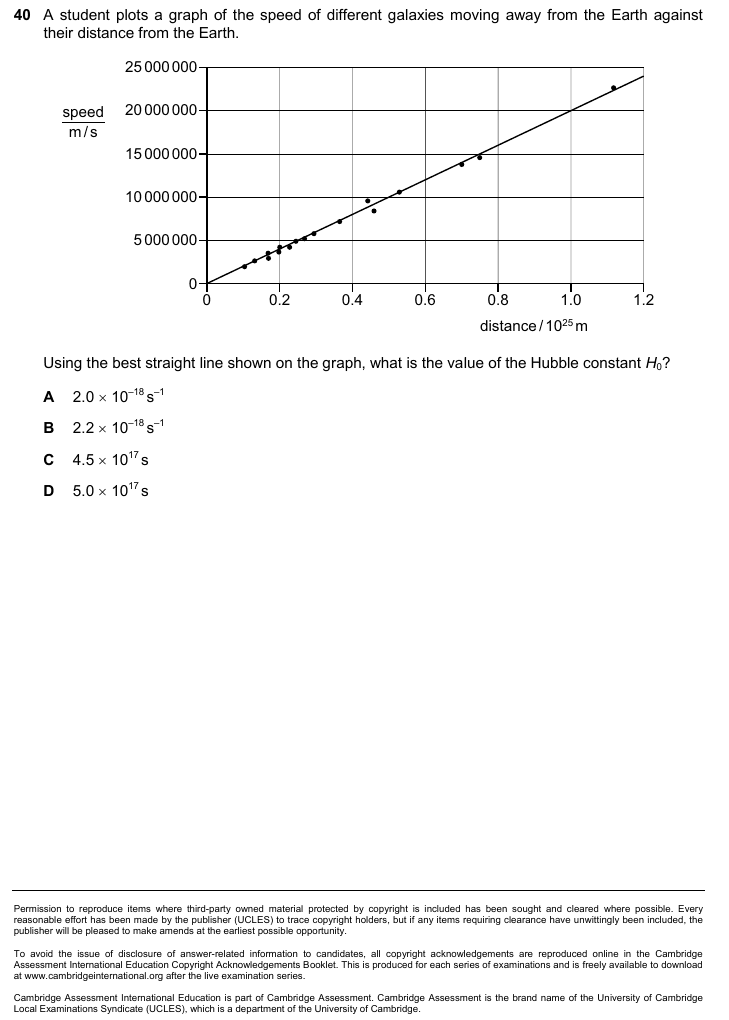 40 A student plots a graph of the speed of different galaxies moving away from the Earth against
their distance from the Earth.
25 000 000
20 000 000
15 000 000
10 000 000
5 000 000
0
speed
m / s
0 0.2 0.4 0.6 0.8 1.0 1.2
distance / 10²⁵ m
Using the best straight line shown on the graph, what is the value of the Hubble constant H₀?
A 2.0 × 10⁻¹⁸ s⁻¹
B 2.2 × 10⁻¹⁸ s⁻¹
C 4.5 × 10¹⁷ s
D 5.0 × 10¹⁷ s
Permission to reproduce items where third-party owned material protected by copyright is included has been sought and cleared where possible. Every
reasonable effort has been made by the publisher (UCLES) to trace copyright holders, but if any items requiring clearance have unwittingly been included, the
publisher will be pleased to make amends at the earliest possible opportunity.
To avoid the issue of disclosure of answer-related information to candidates, all copyright acknowledgements are reproduced online in the Cambridge
Assessment International Education Copyright Acknowledgements Booklet. This is produced for each series of examinations and is freely available to download
at www.cambridgeinternational.org after the live examination series.
Cambridge Assessment International Education is part of Cambridge Assessment. Cambridge Assessment is the brand name of the University of Cambridge
Local Examinations Syndicate (UCLES), which is a department of the University of Cambridge.